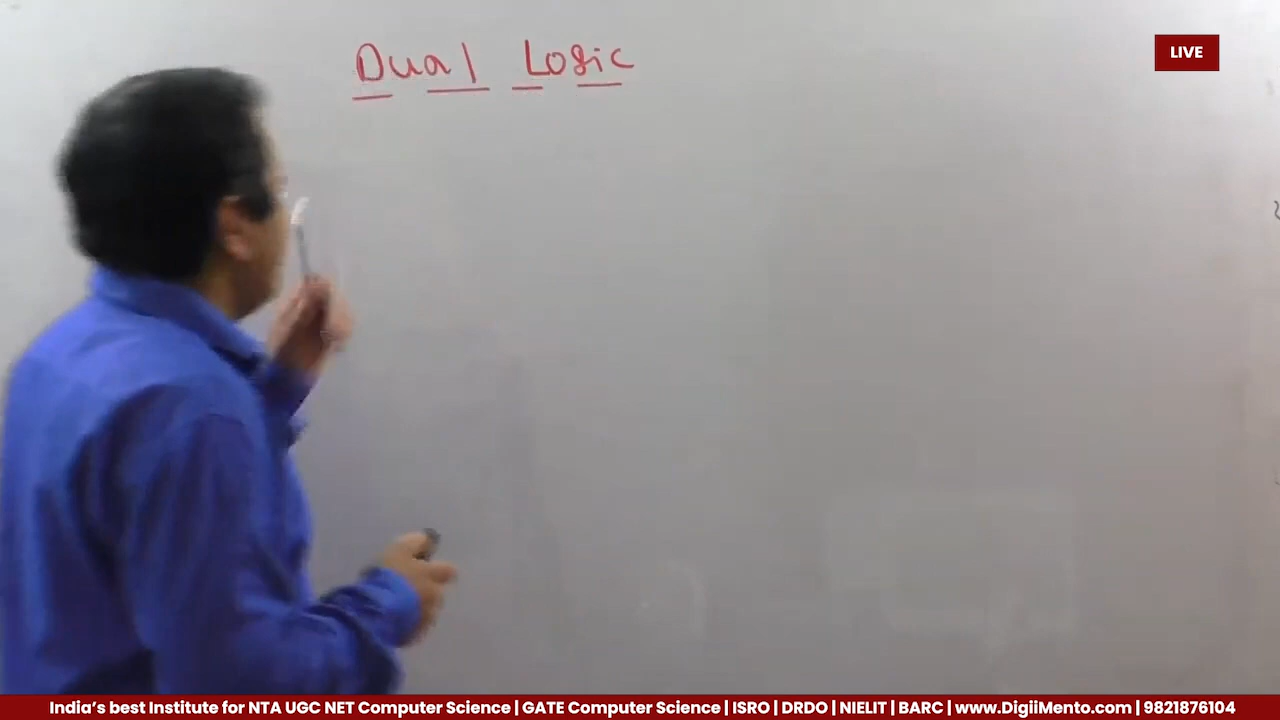 Dual Logic
LIVE
India's best Institute for NTA UGC NET Computer Science | GATE Computer Science | ISRO | DRDO | NIELIT | BARC | www.DigiiMento.com | 9821876104